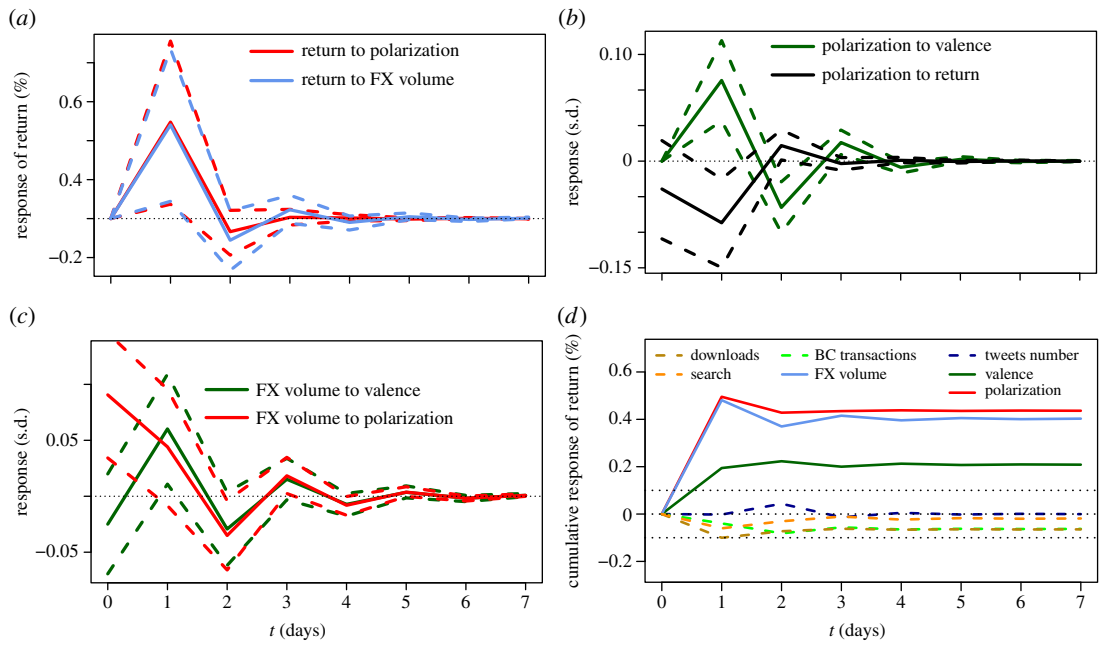 (a)
return to polarization
return to FX volume
response of return (%)
0.6
0.4
−0.2
(b)
polarization to valence
polarization to return
response (s.d.)
0.10
0
−0.15
(c)
FX volume to valence
FX volume to polarization
response (s.d.)
0.05
0
−0.05
0 1 2 3 4 5 6 7
t (days)
(d)
downloads BC transactions tweets number
search FX volume valence
polarization
cumulative response of return (%)
0.6
0.4
0.2
0
−0.2
0 1 2 3 4 5 6 7
t (days)